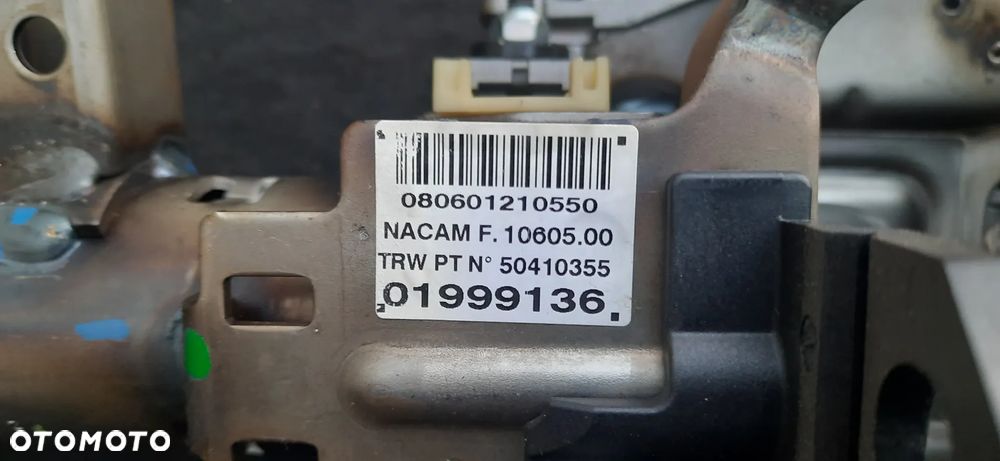 080601210550
NACAM F. 10605.00
TRW PT N° 50410355
01999136
OTOMOTO